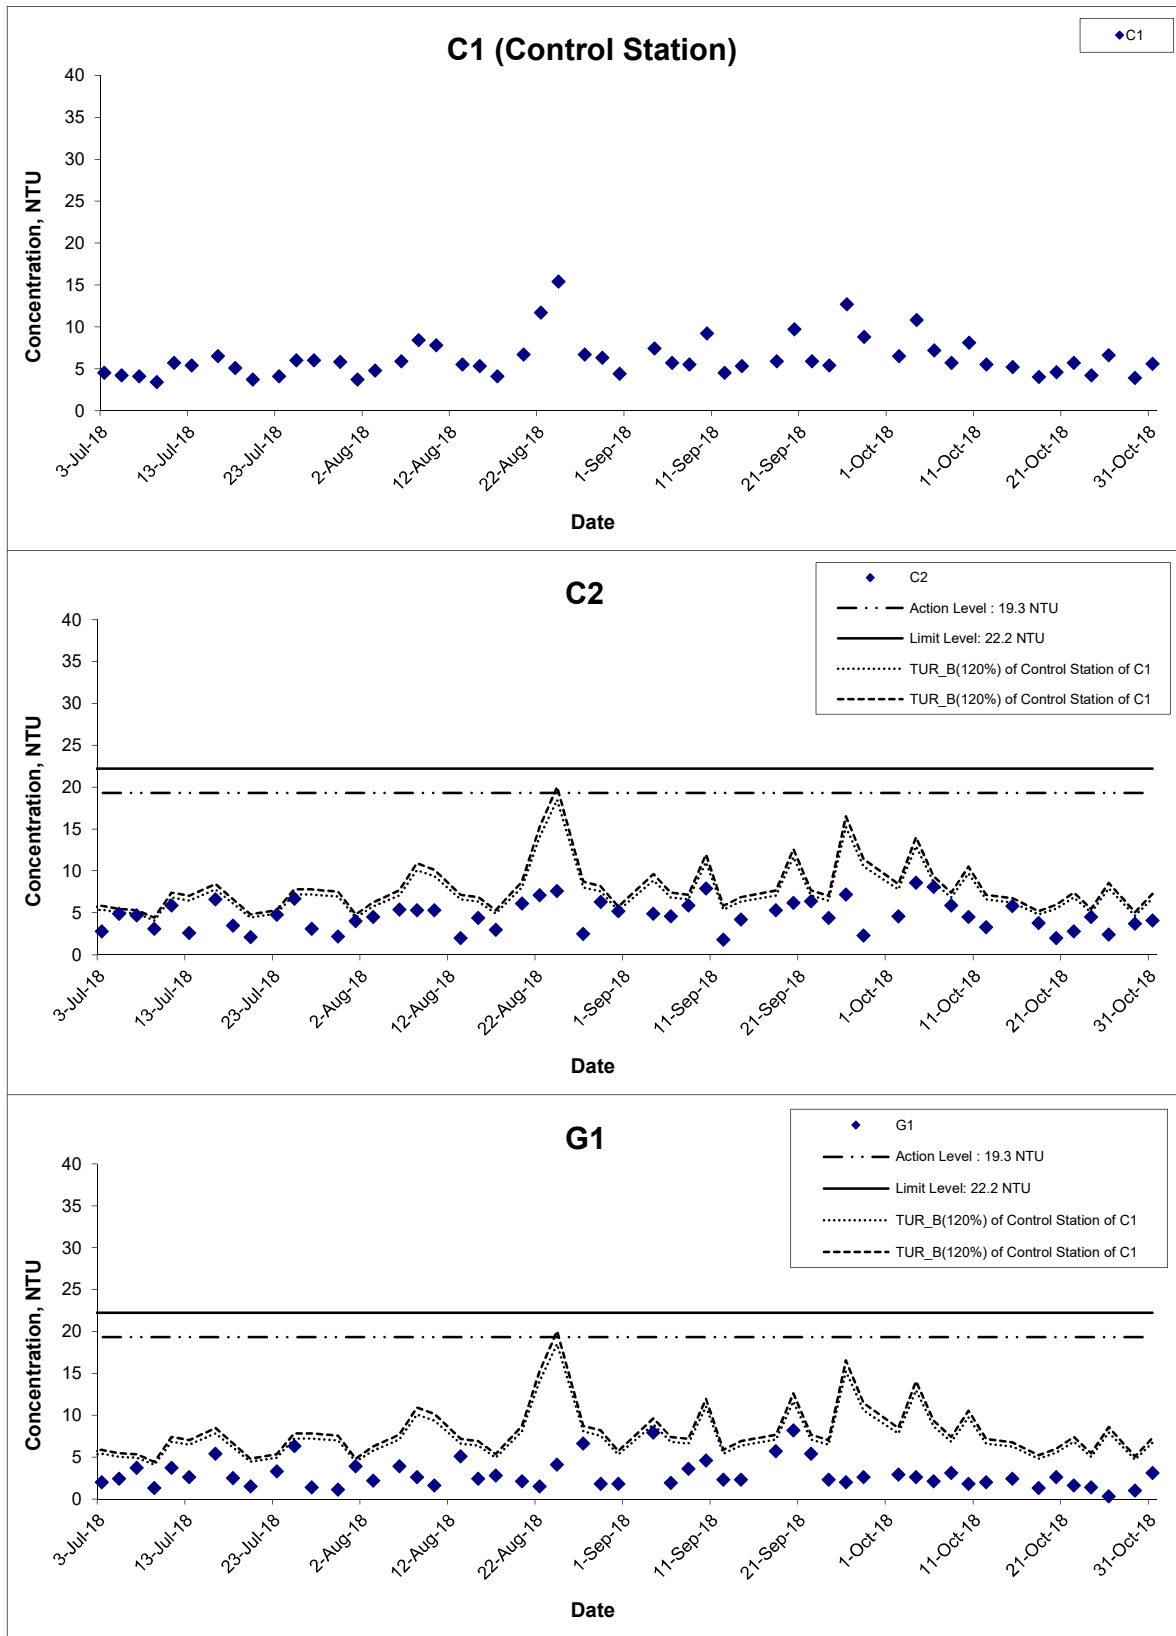 C1 (Control Station)
C1
Concentration, NTU
40
35
30
25
20
15
10
5
0
3-Jul-18
13-Jul-18
23-Jul-18
2-Aug-18
12-Aug-18
22-Aug-18
1-Sep-18
11-Sep-18
21-Sep-18
1-Oct-18
11-Oct-18
21-Oct-18
31-Oct-18
Date
C2
C2
Action Level : 19.3 NTU
Limit Level: 22.2 NTU
TUR_B(120%) of Control Station of C1
TUR_B(120%) of Control Station of C1
Concentration, NTU
40
35
30
25
20
15
10
5
0
3-Jul-18
13-Jul-18
23-Jul-18
2-Aug-18
12-Aug-18
22-Aug-18
1-Sep-18
11-Sep-18
21-Sep-18
1-Oct-18
11-Oct-18
21-Oct-18
31-Oct-18
Date
G1
G1
Action Level : 19.3 NTU
Limit Level: 22.2 NTU
TUR_B(120%) of Control Station of C1
TUR_B(120%) of Control Station of C1
Concentration, NTU
40
35
30
25
20
15
10
5
0
3-Jul-18
13-Jul-18
23-Jul-18
2-Aug-18
12-Aug-18
22-Aug-18
1-Sep-18
11-Sep-18
21-Sep-18
1-Oct-18
11-Oct-18
21-Oct-18
31-Oct-18
Date